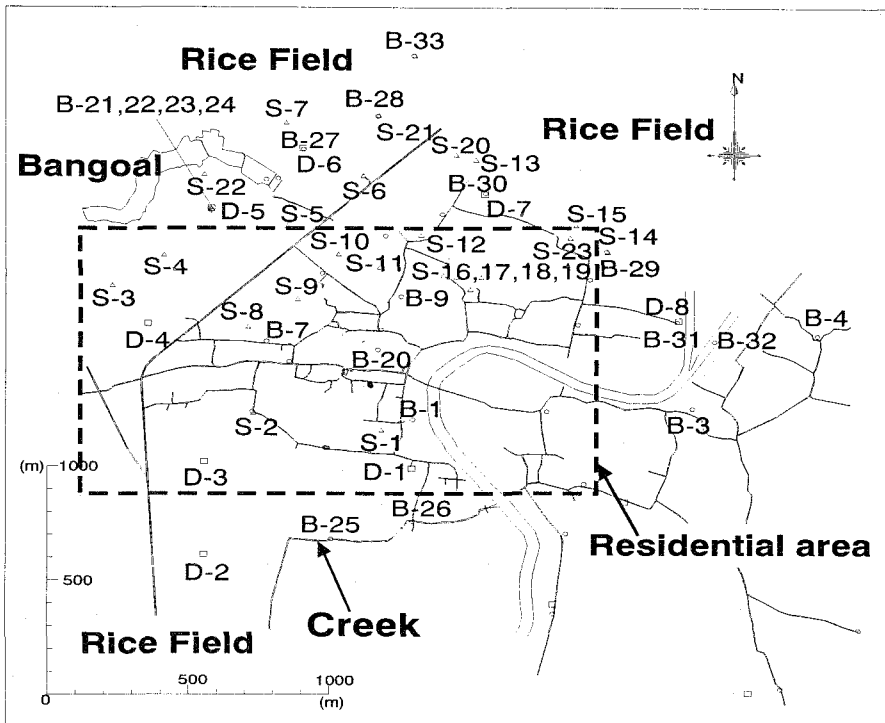 B-33
Rice Field
N
B-21,22,23,24
S-7
B-28
S-21
Rice Field
B-27
S-20
Bangoal
D-6
S-13
S-22
S-6
B-30
D-5
S-5
D-7
S-15
S-10
S-12
S-14
S-4
S-11
S-23
S-3
S-9
S-16,17,18,19
B-29
S-8
B-9
D-8
D-4
B-7
B-31
B-32
B-4
B-20
S-2
B-1
B-3
S-1
(m) 1000
D-3
D-1
B-25
B-26
Residential area
500
D-2
Creek
Rice Field
0
500
1000
(m)